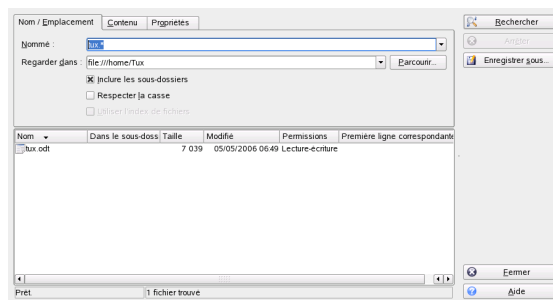 Nom / Emplacement Contenu Propriétés
Nommé : tux.*
Regarder dans : file:///home/Tux Parcourir...
Inclure les sous-dossiers
Respecter la casse
Utiliser l'index de fichiers
Rechercher
Arrêter
Enregistrer sous...
Nom Dans le sous-doss Taille Modifié Permissions Première ligne correspondante
tux.odt 7 039 05/05/2006 06:49 Lecture-écriture
Fermer
Aide
Prêt. 1 fichier trouvé